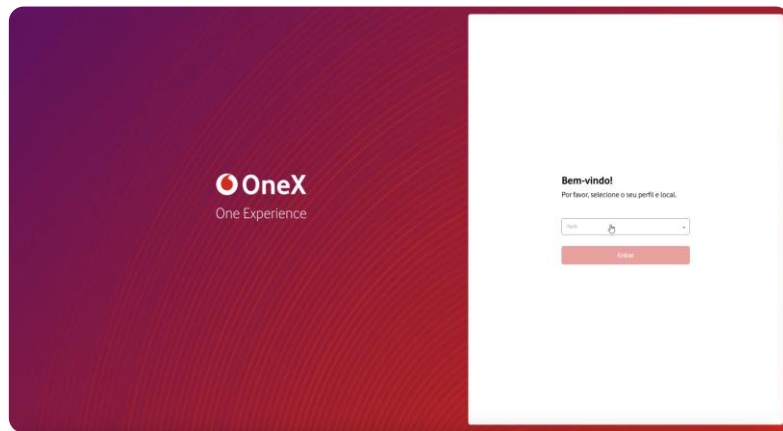 OneX
One Experience
Bem-vindo!
Por favor, selecione o seu perfil e local.
Perfil
Entrar